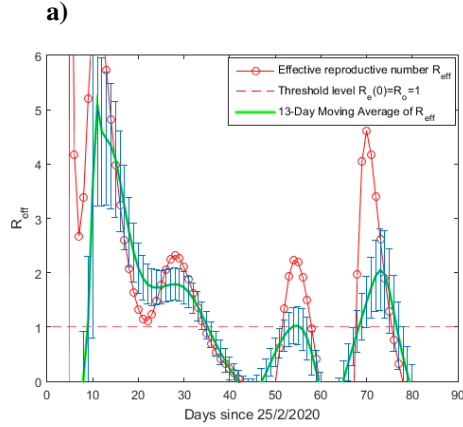 a)
Effective reproductive number R_eff
Threshold level R_e(0)=R_o=1
13-Day Moving Average of R_eff
R_eff
6
5
4
3
2
1
0
0 10 20 30 40 50 60 70 80 90
Days since 25/2/2020